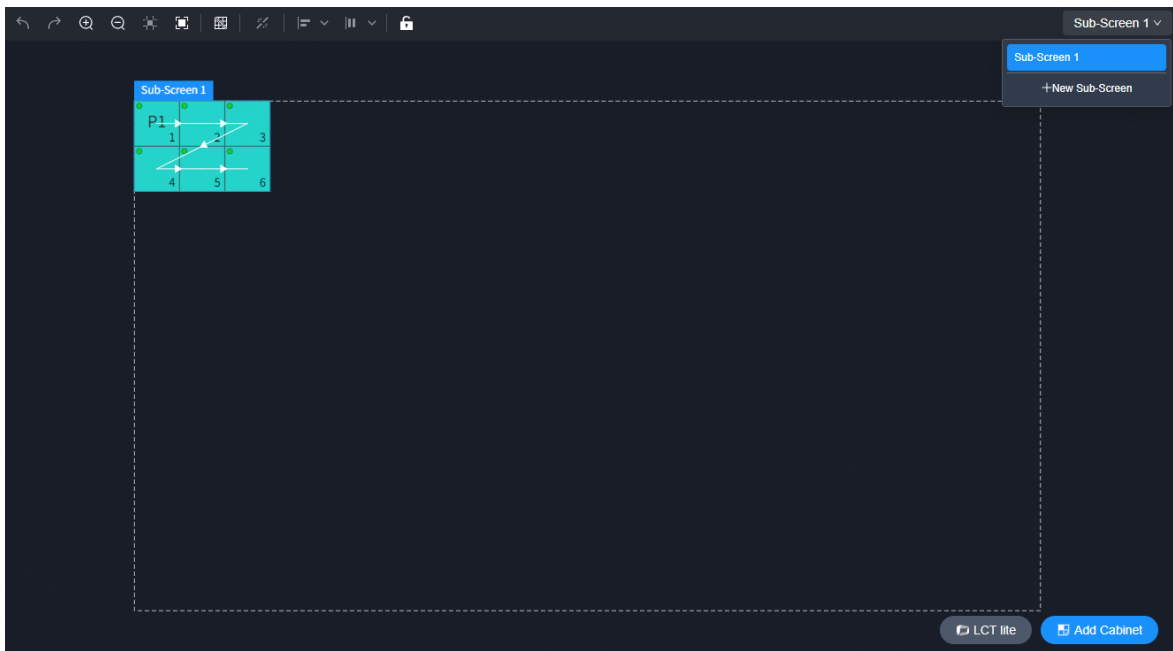 Sub-Screen 1
Sub-Screen 1
+New Sub-Screen
Sub-Screen 1
P1
1 2 3
4 5 6
LCT lite
Add Cabinet